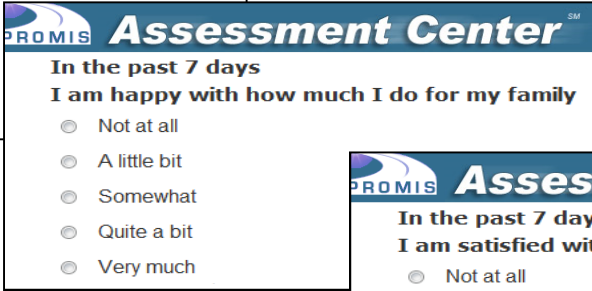 PROMIS Assessment Center SM
In the past 7 days
I am happy with how much I do for my family
Not at all
A little bit
Somewhat
Quite a bit
Very much
PROMIS Asses
In the past 7 day
I am satisfied wit
Not at all